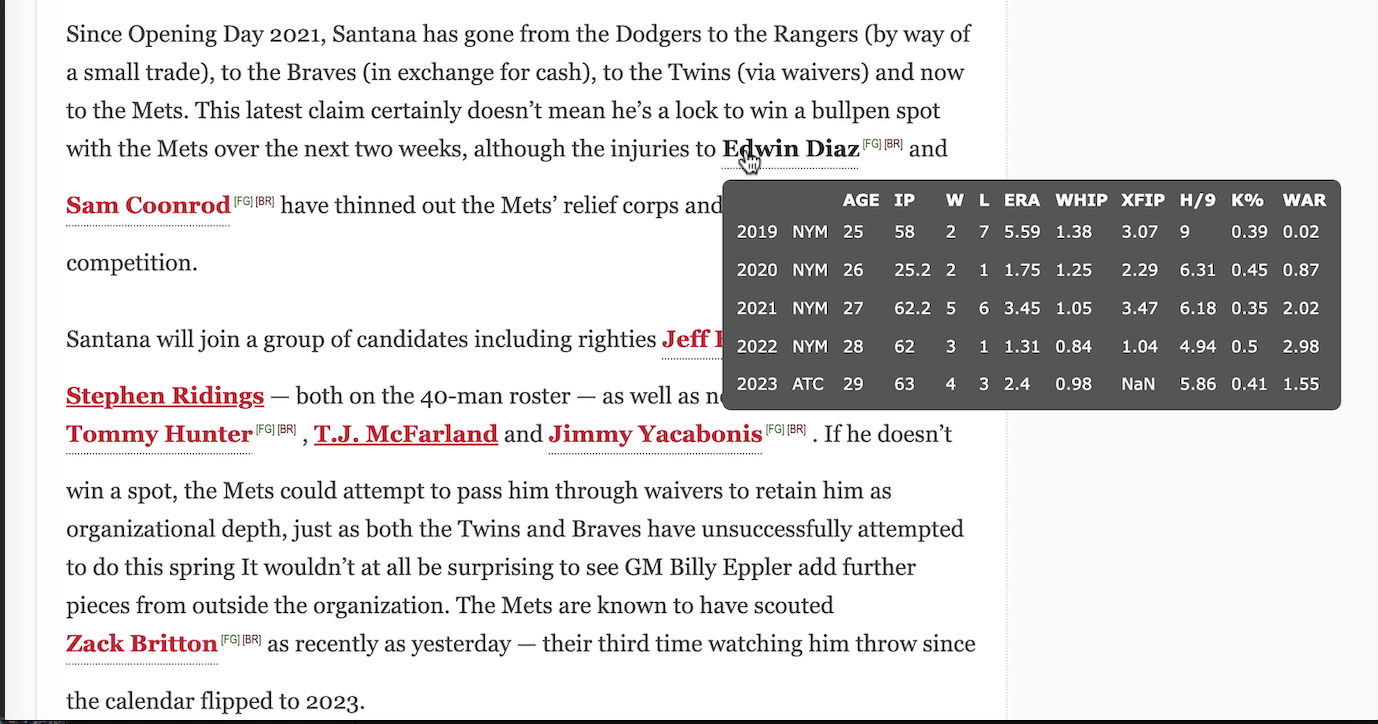 Since Opening Day 2021, Santana has gone from the Dodgers to the Rangers (by way of
a small trade), to the Braves (in exchange for cash), to the Twins (via waivers) and now
to the Mets. This latest claim certainly doesn’t mean he’s a lock to win a bullpen spot
with the Mets over the next two weeks, although the injuries to Edwin Diaz [FG] [BR] and
Sam Coonrod [FG] [BR] have thinned out the Mets’ relief corps and
competition.
AGE IP W L ERA WHIP XFIP H/9 K% WAR
2019 NYM 25 58 2 7 5.59 1.38 3.07 9 0.39 0.02
2020 NYM 26 25.2 2 1 1.75 1.25 2.29 6.31 0.45 0.87
2021 NYM 27 62.2 5 6 3.45 1.05 3.47 6.18 0.35 2.02
2022 NYM 28 62 3 1 1.31 0.84 1.04 4.94 0.5 2.98
2023 ATC 29 63 4 3 2.4 0.98 NaN 5.86 0.41 1.55
Santana will join a group of candidates including righties Jeff
Stephen Ridings — both on the 40-man roster — as well as
Tommy Hunter [FG] [BR] , T.J. McFarland and Jimmy Yacabonis [FG] [BR] . If he doesn’t
win a spot, the Mets could attempt to pass him through waivers to retain him as
organizational depth, just as both the Twins and Braves have unsuccessfully attempted
to do this spring It wouldn’t at all be surprising to see GM Billy Eppler add further
pieces from outside the organization. The Mets are known to have scouted
Zack Britton [FG] [BR] as recently as yesterday — their third time watching him throw since
the calendar flipped to 2023.